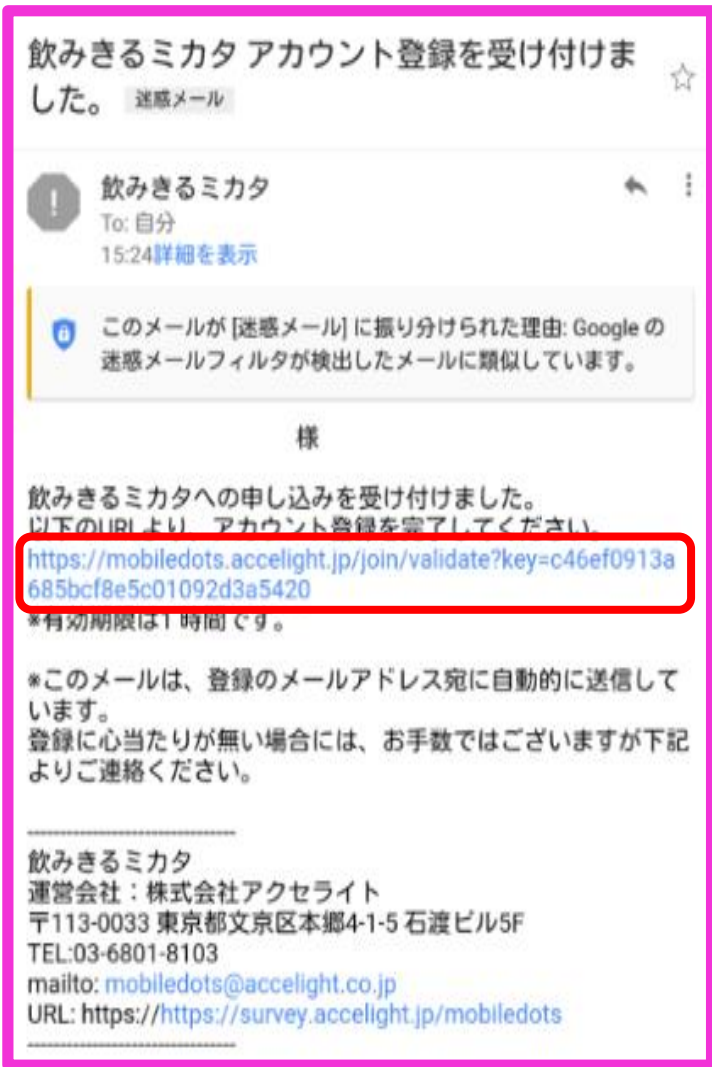 飲みきるミカタ アカウント登録を受け付けま
した。 迷惑メール
飲みきるミカタ
To: 自分
15:24詳細を表示
このメールが [迷惑メール] に振り分けられた理由: Google の
迷惑メールフィルタが検出したメールに類似しています。
様
飲みきるミカタへの申し込みを受け付けました。
以下のURLより、アカウント登録を完了してください。
https://mobiledots.accelight.jp/join/validate?key=c46ef0913a
685bcf8e5c01092d3a5420
*有効期限は1時間です。
*このメールは、登録のメールアドレス宛に自動的に送信して
います。
登録に心当たりが無い場合には、お手数ではございますが下記
よりご連絡ください。
--------------------------------
飲みきるミカタ
運営会社：株式会社アクセライト
〒113-0033 東京都文京区本郷4-1-5 石渡ビル5F
TEL:03-6801-8103
mailto: mobiledots@accelight.co.jp
URL: https://https://survey.accelight.jp/mobiledots
--------------------------------